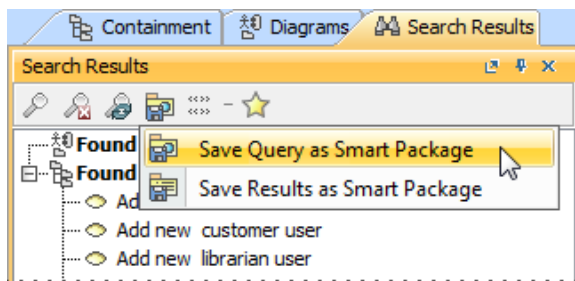 Containment Diagrams Search Results
Search Results
Found
Save Query as Smart Package
Found
Save Results as Smart Package
Ad
Add new customer user
Add new librarian user